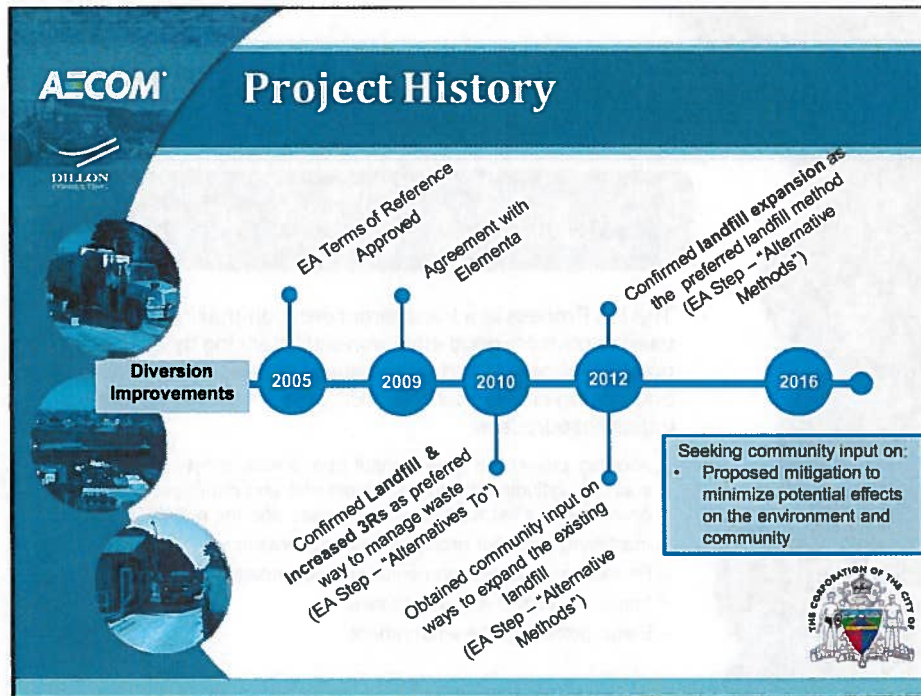 AECOM
Project History
DILLON
CONSULTING
EA Terms of Reference
Approved
Agreement with
Elementa
Confirmed landfill expansion as
the preferred landfill method
(EA Step – "Alternative
Methods")
Diversion
Improvements
2005
2009
2010
2012
2016
Confirmed Landfill &
Increased 3Rs as preferred
way to manage waste
(EA Step – "Alternatives To")
Obtained community input on
ways to expand the existing
landfill
(EA Step – "Alternative
Methods")
Seeking community input on:
• Proposed mitigation to
minimize potential effects
on the environment and
community
THE CORPORATION OF THE CITY OF